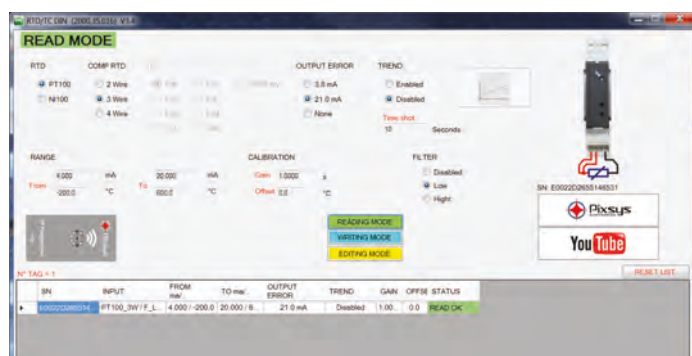 RTD/TC DIN (2000.35.035) V3.4
READ MODE
RTD COMP RTD OUTPUT ERROR TREND
PT100 2 Wire 3.8 mA Enabled
NI100 3 Wire 21.0 mA Disabled
4 Wire None Time shot
10 Seconds
RANGE CALIBRATION FILTER
4.000 mA 20.000 mA Gain 1.0000 Disabled
From To Low
-200.0 °C 600.0 °C Offset 0.0 °C Hight
SN: E0022D2655146531
Pixsys
READING MODE
WRITING MODE
EDITING MODE
YouTube
N° TAG = 1 RESET LIST
SN INPUT FROM ma/.. TO ma/.. OUTPUT ERROR TREND GAIN OFFSE STATUS
E0022D265514.. PT100_3W / F_L... 4.000 / -200.0 20.000 / 6... 21.0 mA Disabled 1.00... 0.0 READ OK